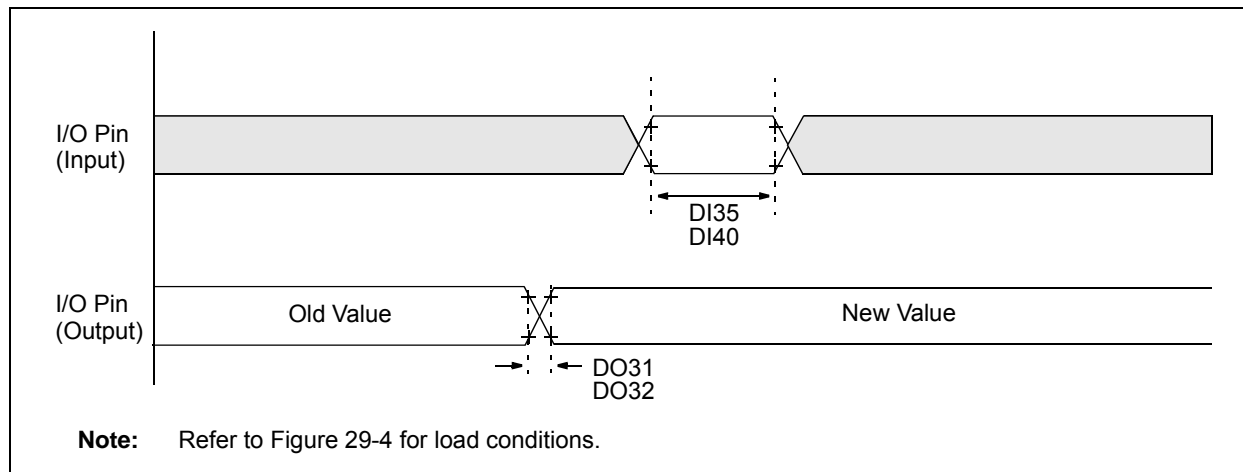 I/O Pin
(Input)
DI35
DI40
I/O Pin
(Output)
Old Value
New Value
DO31
DO32
Note: Refer to Figure 29-4 for load conditions.